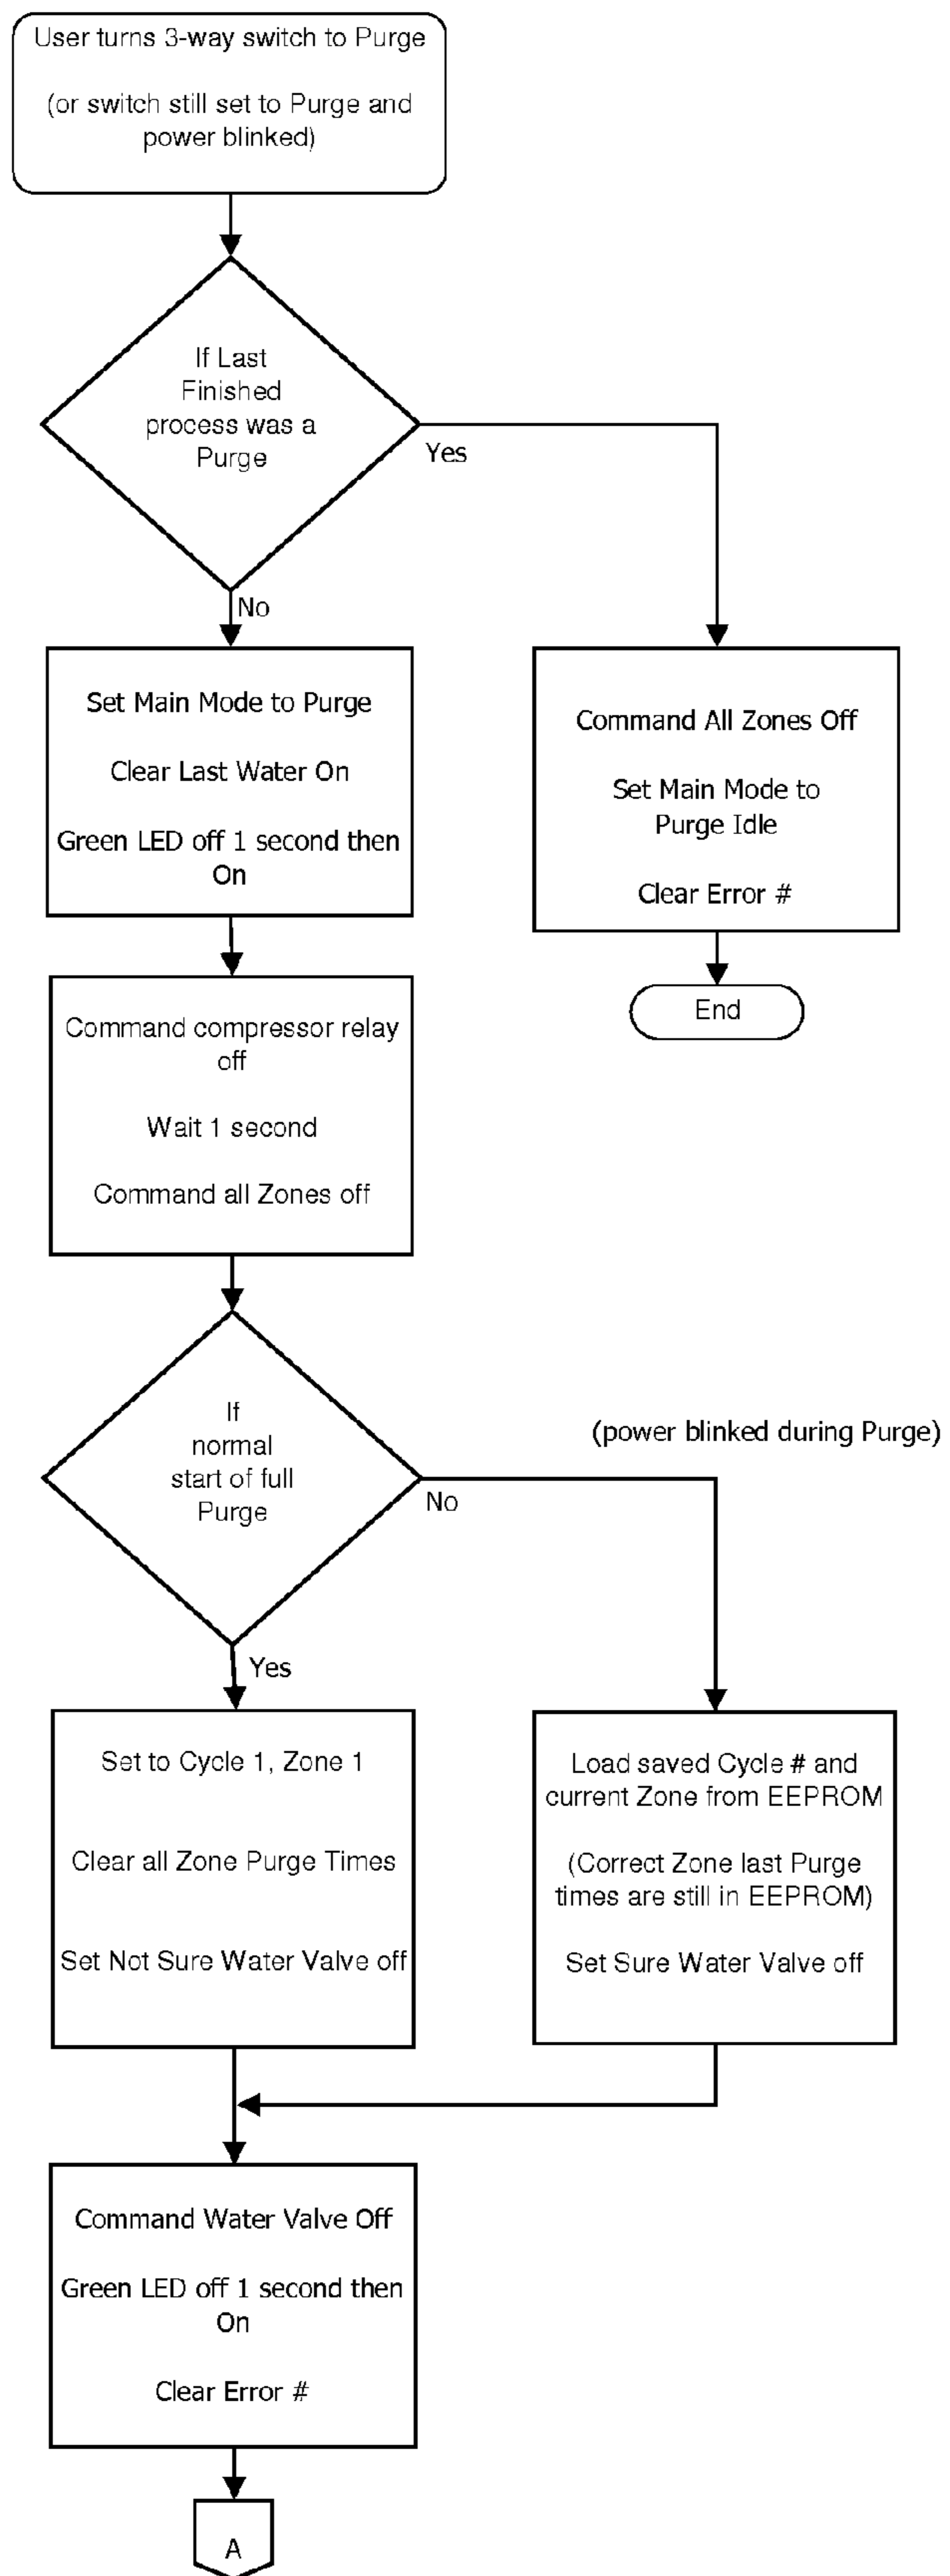 User turns 3-way switch to Purge
(or switch still set to Purge and
power blinked)
If Last
Finished
process was a
Purge
Yes
No
Set Main Mode to Purge
Clear Last Water On
Green LED off 1 second then
On
Command All Zones Off
Set Main Mode to
Purge Idle
Clear Error #
End
Command compressor relay
off
Wait 1 second
Command all Zones off
If
normal
start of full
Purge
(power blinked during Purge)
No
Yes
Set to Cycle 1, Zone 1
Clear all Zone Purge Times
Set Not Sure Water Valve off
Load saved Cycle # and
current Zone from EEPROM
(Correct Zone last Purge
times are still in EEPROM)
Set Sure Water Valve off
Command Water Valve Off
Green LED off 1 second then
On
Clear Error #
A